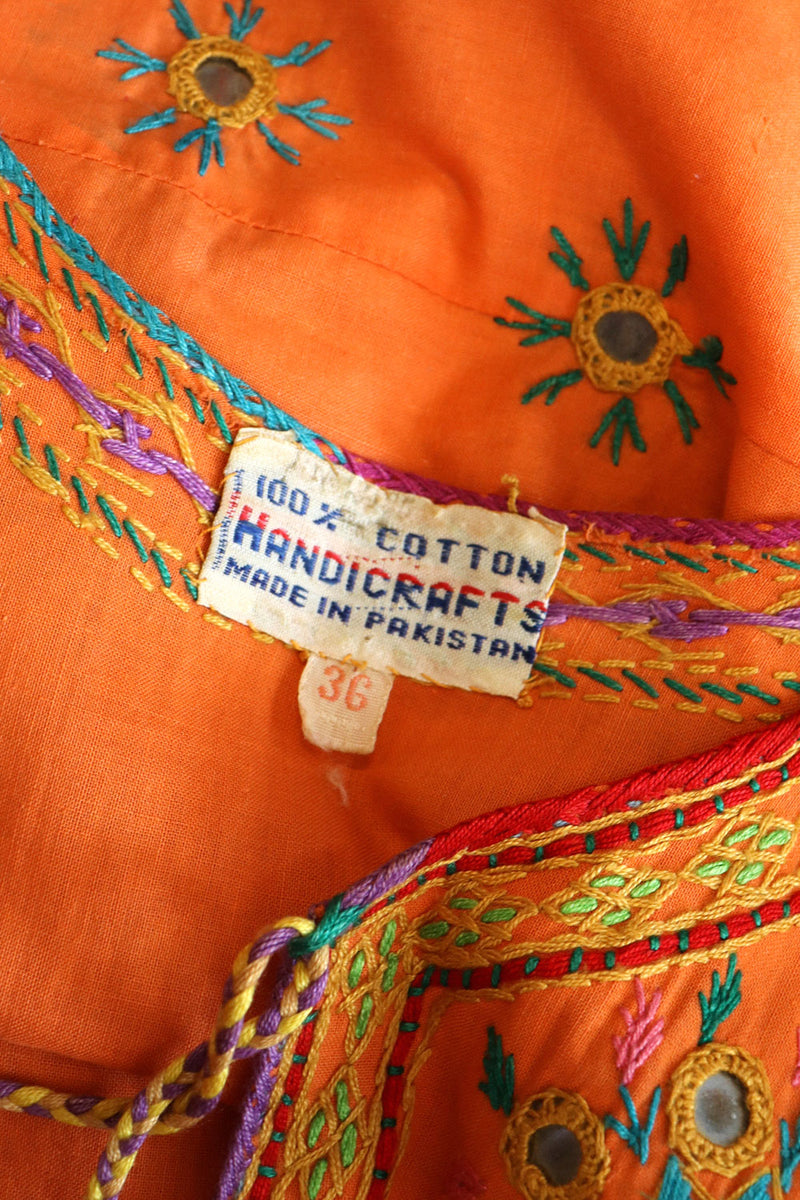 100% COTTON
HANDICRAFTS
MADE IN PAKISTAN
36